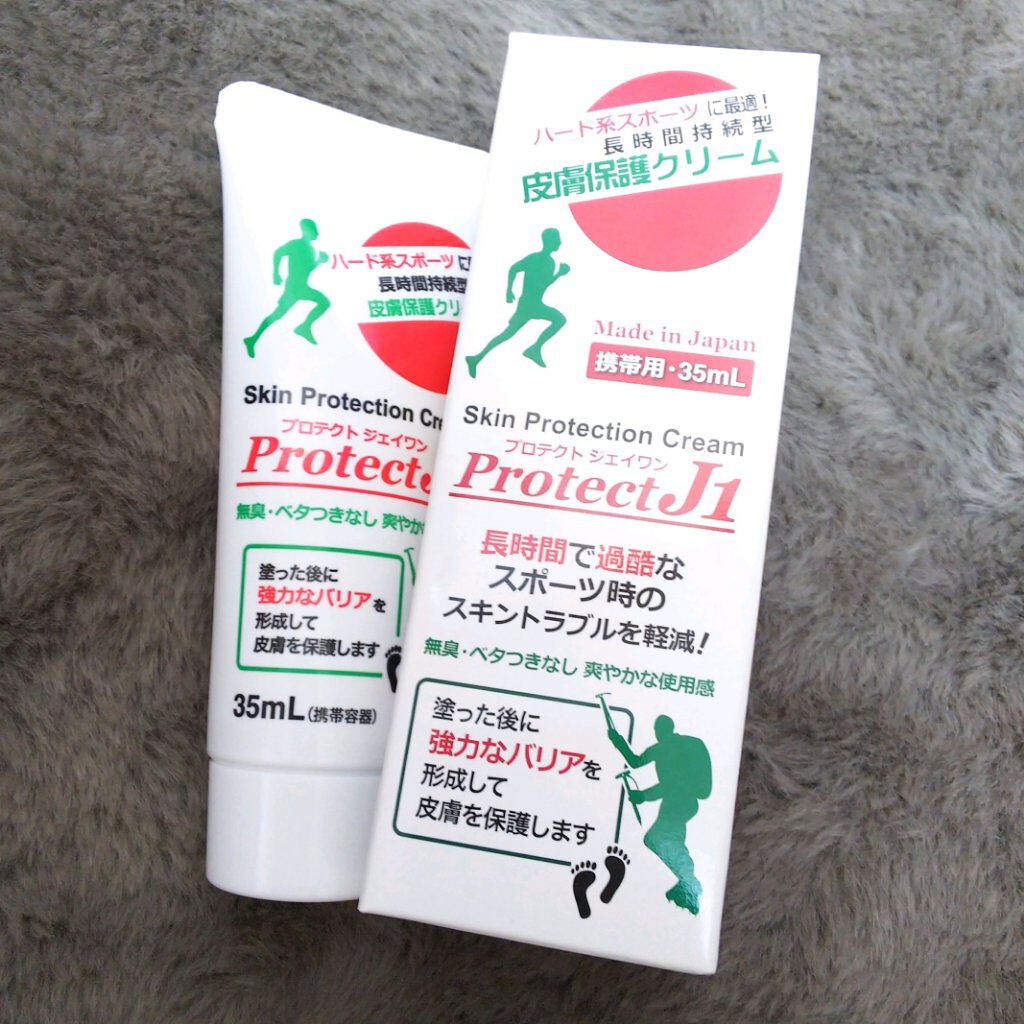 ハード系スポーツに最適!
長時間持続型
皮膚保護クリーム
Made in Japan
携帯用・35mL
Skin Protection Cream
プロテクト ジェイワン
ProtectJ1
長時間で過酷な
スポーツ時の
スキントラブルを軽減!
無臭・ベタつきなし 爽やかな使用感
塗った後に
強力なバリアを
形成して
皮膚を保護します
ハード系スポーツに
長時間持続型
皮膚保護クリー
Skin Protection Cre
プロテクト ジェイワン
Protect
無臭・ベタつきなし 爽やか
塗った後に
強力なバリアを
形成して
皮膚を保護します
35mL(携帯容器)